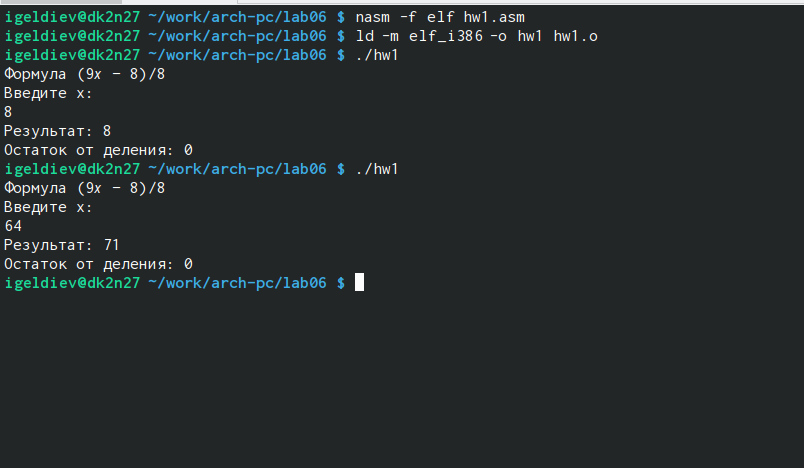 igeldiev@dk2n27 ~/work/arch-pc/lab06 $ nasm -f elf hw1.asm
igeldiev@dk2n27 ~/work/arch-pc/lab06 $ ld -m elf_i386 -o hw1 hw1.o
igeldiev@dk2n27 ~/work/arch-pc/lab06 $ ./hw1
Формула (9𝑥 − 8)/8
Введите x:
8
Результат: 8
Остаток от деления: 0
igeldiev@dk2n27 ~/work/arch-pc/lab06 $ ./hw1
Формула (9𝑥 − 8)/8
Введите x:
64
Результат: 71
Остаток от деления: 0
igeldiev@dk2n27 ~/work/arch-pc/lab06 $